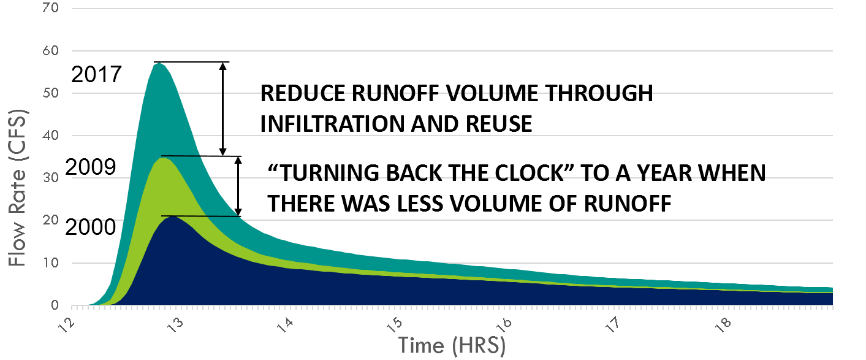 70
60
2017
50
REDUCE RUNOFF VOLUME THROUGH
INFILTRATION AND REUSE
40
2009
30
“TURNING BACK THE CLOCK” TO A YEAR WHEN
THERE WAS LESS VOLUME OF RUNOFF
2000
20
10
0
Flow Rate (CFS)
12 13 14 15 16 17 18
Time (HRS)